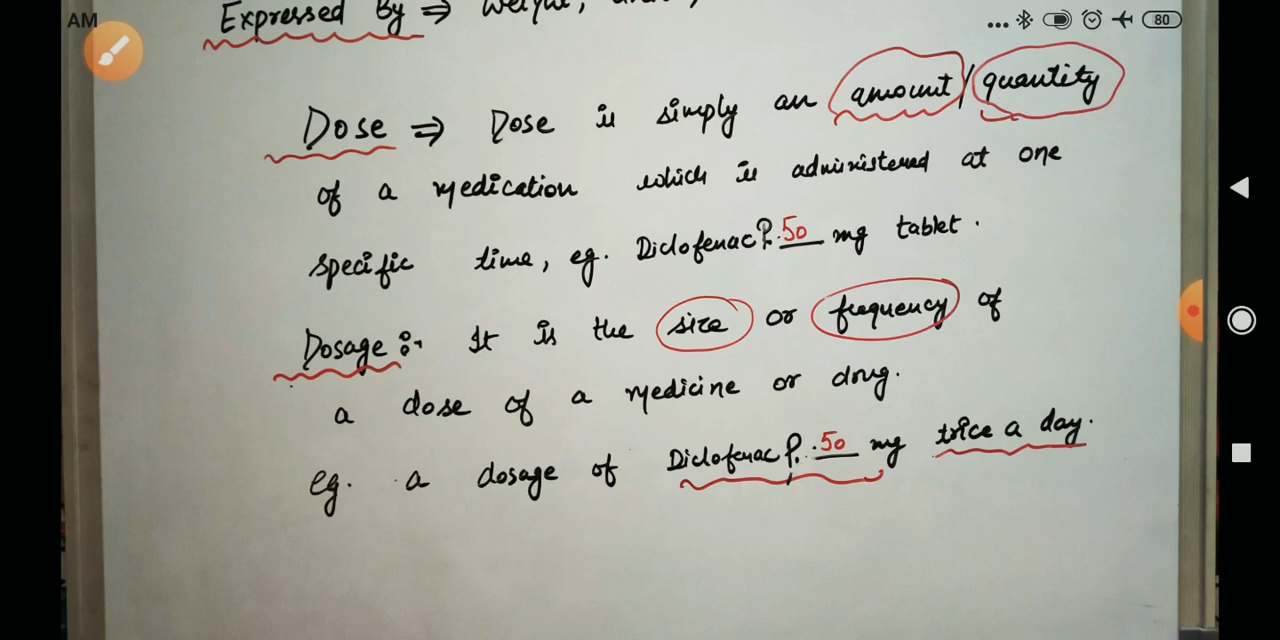 AM
80
Expressed By ⇒ Weight,
Dose ⇒ Dose is simply an amount/quantity
of a medication which is administered at one
specific time, eg. Diclofenac P. 50 mg tablet.
Dosage :- It is the size or frequency of
a dose of a medicine or drug.
eg. a dosage of Diclofenac P. 50 mg trice a day.